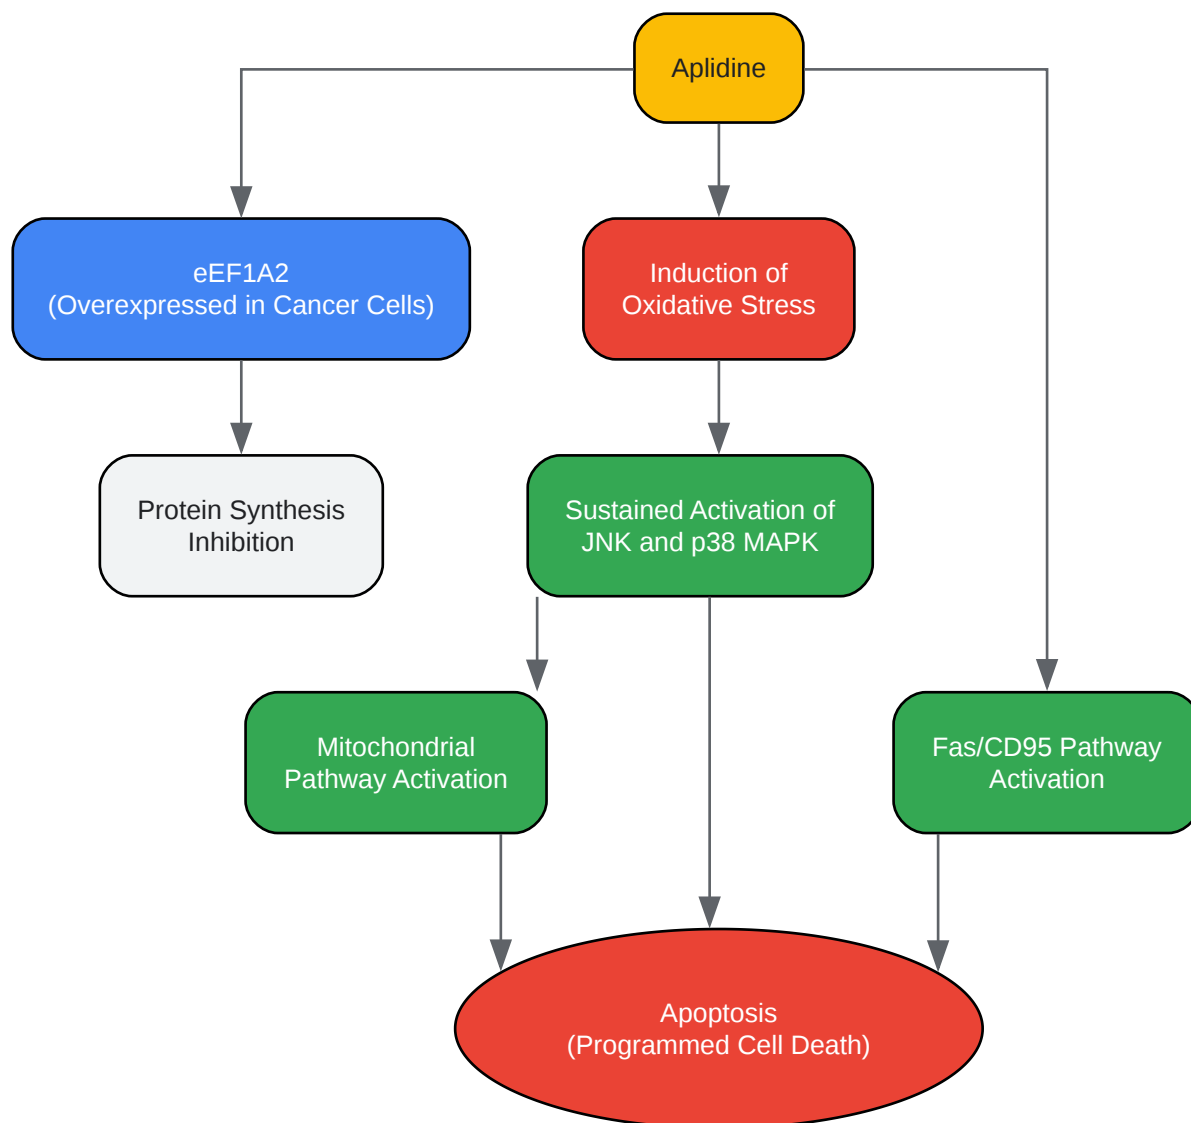 Aplidine
eEF1A2
(Overexpressed in Cancer Cells)
Induction of
Oxidative Stress
Protein Synthesis
Inhibition
Sustained Activation of
JNK and p38 MAPK
Mitochondrial
Pathway Activation
Fas/CD95 Pathway
Activation
Apoptosis
(Programmed Cell Death)